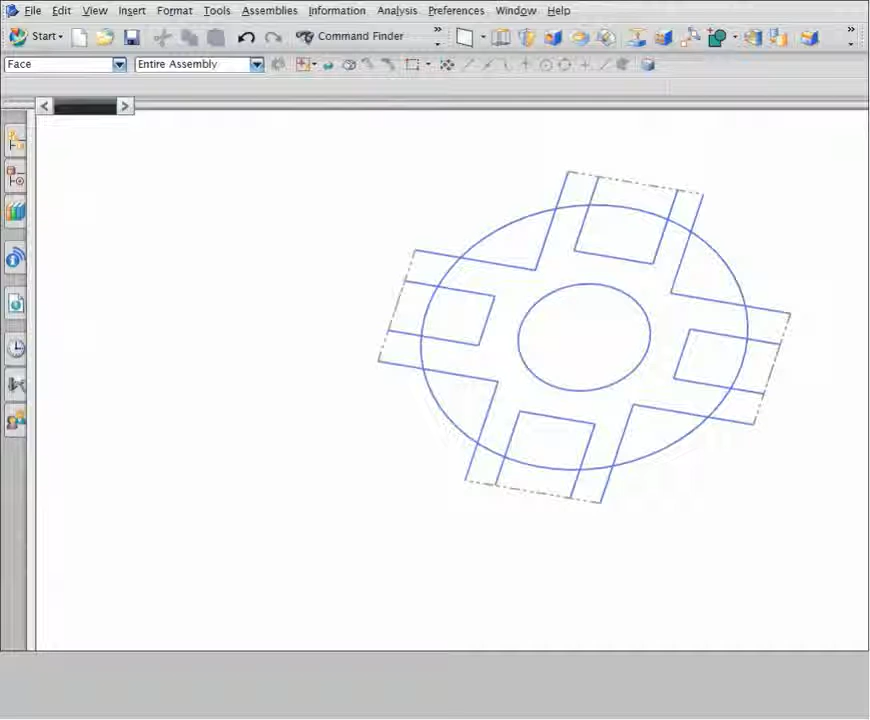 File Edit View Insert Format Tools Assemblies Information Analysis Preferences Window Help
Start Command Finder
Face Entire Assembly